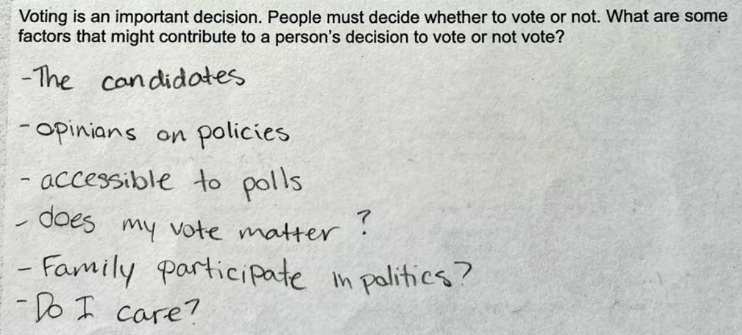 Voting is an important decision. People must decide whether to vote or not. What are some
factors that might contribute to a person's decision to vote or not vote?
-The candidates
-opinians on policies
- accessible to polls
- does my vote matter ?
- Family participate in politics?
-Do I care?